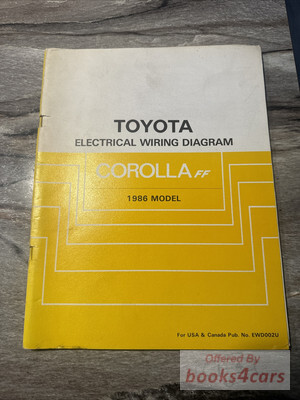 TOYOTA
ELECTRICAL WIRING DIAGRAM
COROLLA FF
1986 MODEL
For USA & Canada Pub. No. EWD002U
Offered By
books4cars